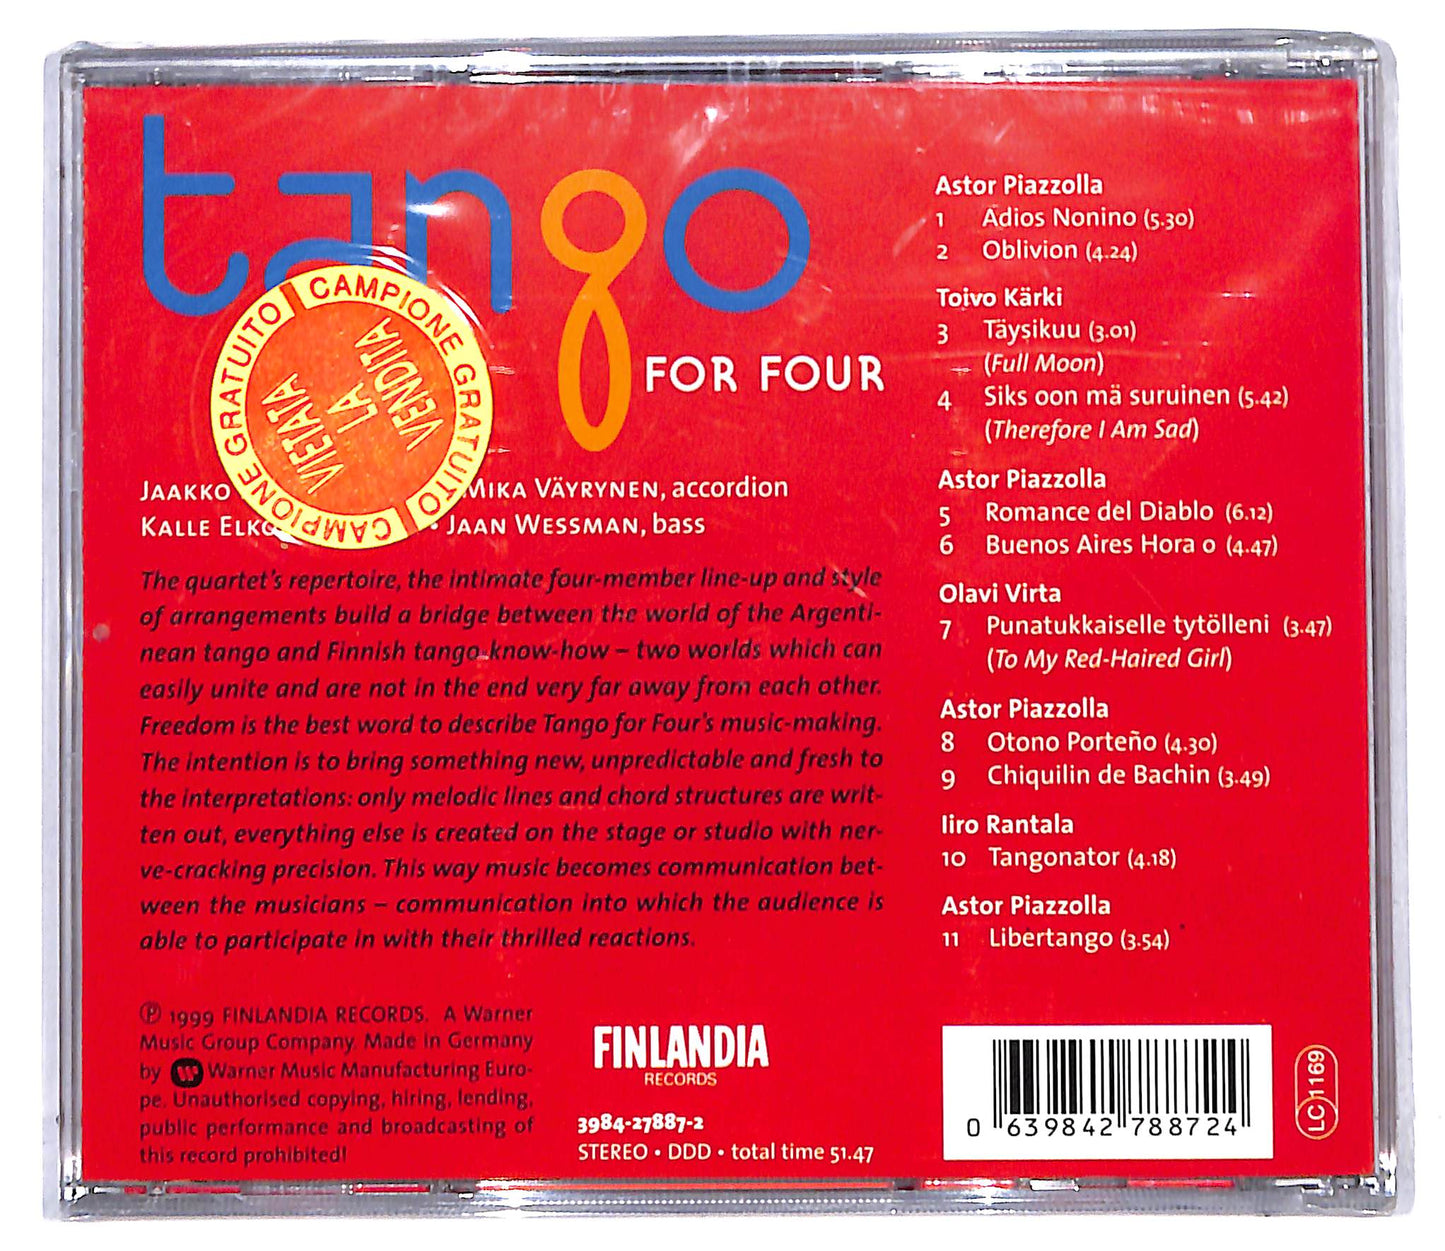 tango
FOR FOUR
CAMPIONE GRATUITO
CAMPIONE GRATUITO
VIETATA
LA
VENDITA
JAAKKO
MIKA VÄYRYNEN, accordion
KALLE
• JAAN WESSMAN, bass
The quartet's repertoire, the intimate four-member line-up and style
of arrangements build a bridge between the world of the Argenti-
nean tango and Finnish tango know-how – two worlds which can
easily unite and are not in the end very far away from each other.
Freedom is the best word to describe Tango for Four's music-making.
The intention is to bring something new, unpredictable and fresh to
the interpretations: only melodic lines and chord structures are writ-
ten out, everything else is created on the stage or studio with ner-
ve-cracking precision. This way music becomes communication bet-
ween the musicians – communication into which the audience is
able to participate in with their thrilled reactions.
℗ 1999 FINLANDIA RECORDS. A Warner
Music Group Company. Made in Germany
by Warner Music Manufacturing Euro-
pe. Unauthorised copying, hiring, lending,
public performance and broadcasting of
this record prohibited!
FINLANDIA
RECORDS
3984-27887-2
STEREO • DDD • total time 51.47
Astor Piazzolla
1 Adios Nonino (5.30)
2 Oblivion (4.24)
Toivo Kärki
3 Täysikuu (3.01)
(Full Moon)
4 Siks oon mä suruinen (5.42)
(Therefore I Am Sad)
Astor Piazzolla
5 Romance del Diablo (6.12)
6 Buenos Aires Hora 0 (4.47)
Olavi Virta
7 Punatukkaiselle tytölleni (3.47)
(To My Red-Haired Girl)
Astor Piazzolla
8 Otono Porteño (4.30)
9 Chiquilin de Bachin (3.49)
Iiro Rantala
10 Tangonator (4.18)
Astor Piazzolla
11 Libertango (3.54)
0 639842 788724
LC 1169